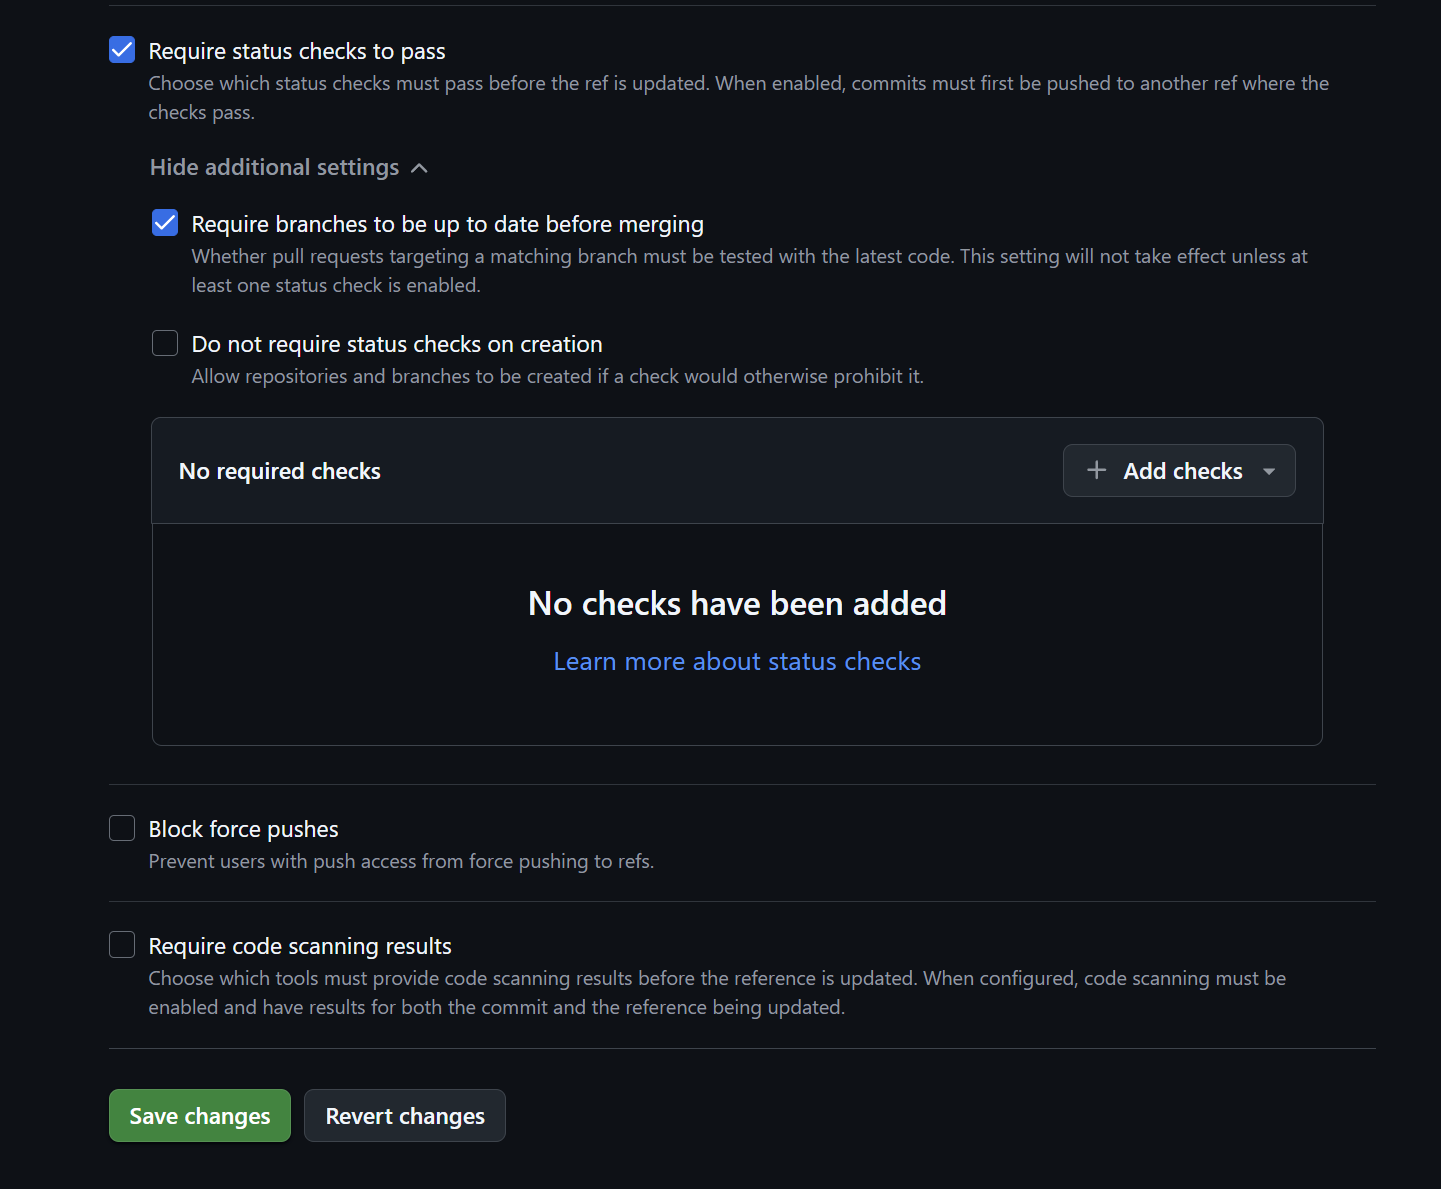 Require status checks to pass
Choose which status checks must pass before the ref is updated. When enabled, commits must first be pushed to another ref where the
checks pass.
Hide additional settings
Require branches to be up to date before merging
Whether pull requests targeting a matching branch must be tested with the latest code. This setting will not take effect unless at
least one status check is enabled.
Do not require status checks on creation
Allow repositories and branches to be created if a check would otherwise prohibit it.
No required checks
Add checks
No checks have been added
Learn more about status checks
Block force pushes
Prevent users with push access from force pushing to refs.
Require code scanning results
Choose which tools must provide code scanning results before the reference is updated. When configured, code scanning must be
enabled and have results for both the commit and the reference being updated.
Save changes
Revert changes